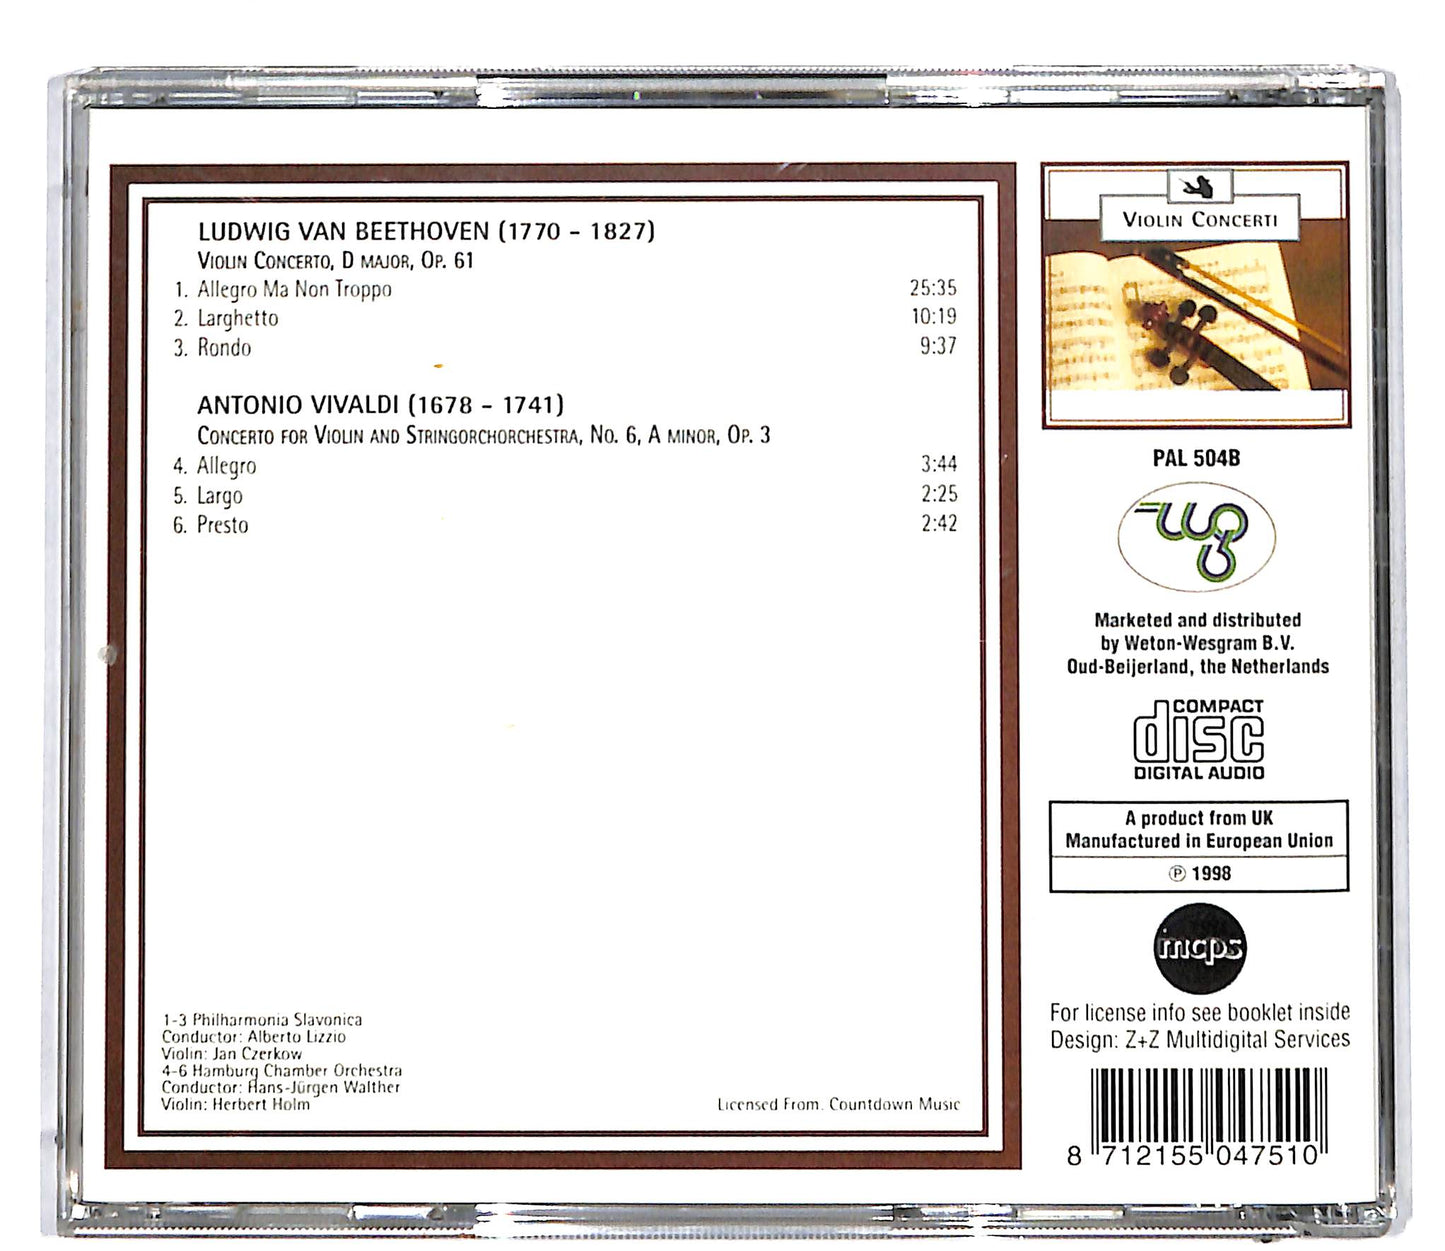 LUDWIG VAN BEETHOVEN (1770 - 1827)
VIOLIN CONCERTO, D MAJOR, OP. 61
1. Allegro Ma Non Troppo 25:35
2. Larghetto 10:19
3. Rondo 9:37
ANTONIO VIVALDI (1678 - 1741)
CONCERTO FOR VIOLIN AND STRINGORCHORCHESTRA, NO. 6, A MINOR, OP. 3
4. Allegro 3:44
5. Largo 2:25
6. Presto 2:42
1-3 Philharmonia Slavonica
Conductor: Alberto Lizzio
Violin: Jan Czerkow
4-6 Hamburg Chamber Orchestra
Conductor: Hans-Jürgen Walther
Violin: Herbert Holm
Licensed From. Countdown Music
VIOLIN CONCERTI
PAL 504B
Marketed and distributed
by Weton-Wesgram B.V.
Oud-Beijerland, the Netherlands
COMPACT
disc
DIGITAL AUDIO
A product from UK
Manufactured in European Union
℗ 1998
mcps
For license info see booklet inside
Design: Z+Z Multidigital Services
8 712155 047510